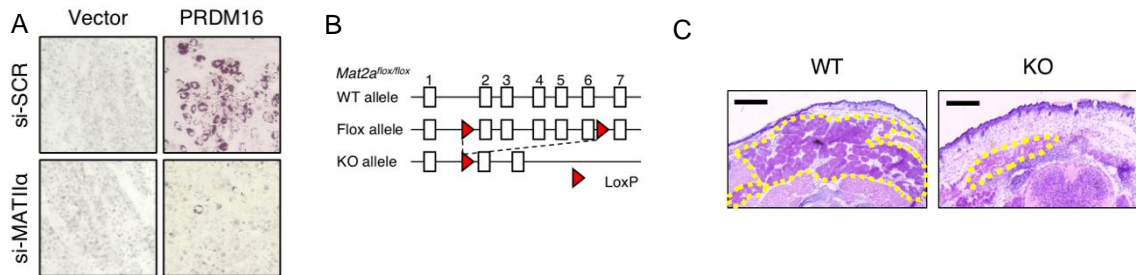 A
Vector PRDM16
si-SCR
si-MATIIα
B
Mat2a^flox/flox
1 2 3 4 5 6 7
WT allele
Flox allele
KO allele
LoxP
C
WT KO